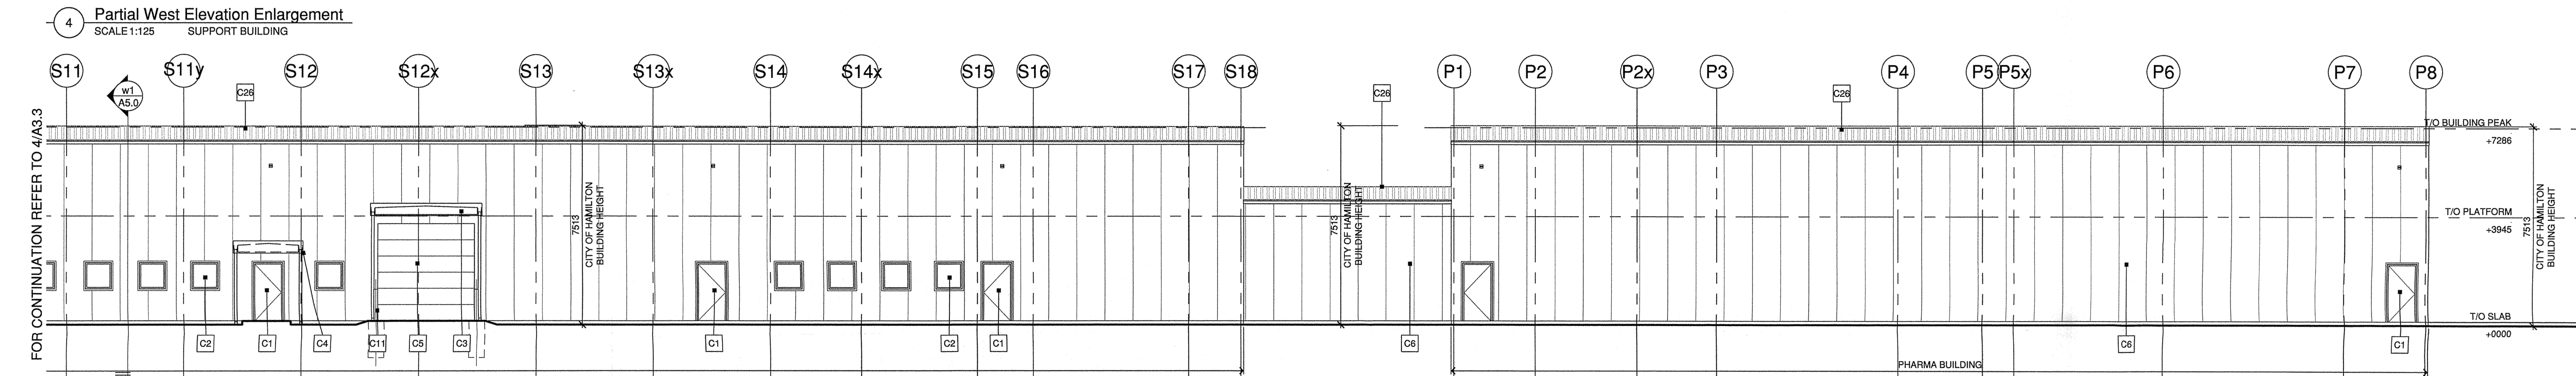 4
Partial West Elevation Enlargement
SCALE 1:125 SUPPORT BUILDING
S11 S11y S12 S12x S13 S13x S14 S14x S15 S16 S17 S18 P1 P2 P2x P3 P4 P5 P5x P6 P7 P8
w1
A5.0
C26 C26 C26
FOR CONTINUATION REFER TO 4/A3.3
7513
CITY OF HAMILTON
BUILDING HEIGHT
7513
CITY OF HAMILTON
BUILDING HEIGHT
T/O BUILDING PEAK
+7286
T/O PLATFORM
+3945
7513
CITY OF HAMILTON
BUILDING HEIGHT
T/O SLAB
+0000
C2 C1 C4 C11 C5 C3 C1 C2 C1 C6 C6 C1
PHARMA BUILDING